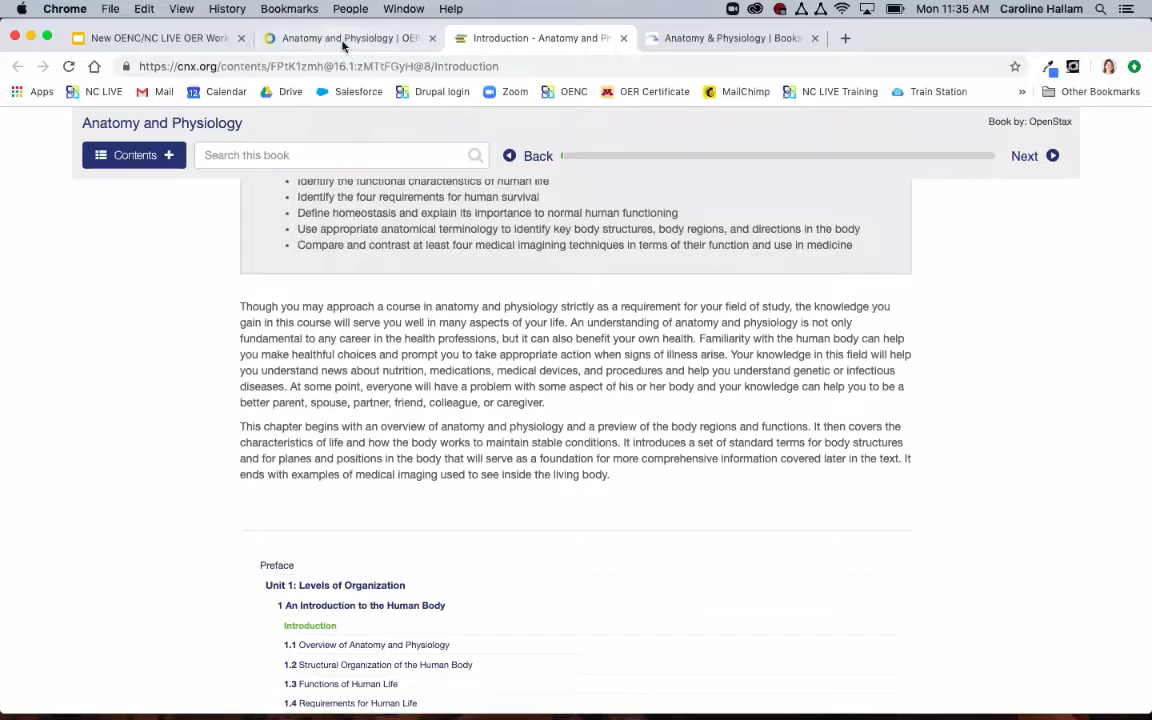 Chrome File Edit View History Bookmarks People Window Help Mon 11:35 AM Caroline Hallam
New OENC/NC LIVE OER Work Anatomy and Physiology | OER Introduction - Anatomy and Ph Anatomy & Physiology | Books
https://cnx.org/contents/FPtK1zmh@16.1:zMTtFGyH@8/Introduction
Apps NC LIVE Mail Calendar Drive Salesforce Drupal login Zoom OENC OER Certificate MailChimp NC LIVE Training Train Station » Other Bookmarks
Anatomy and Physiology Book by: OpenStax
Contents + Search this book Back Next
Identify the functional characteristics of human life
• Identify the four requirements for human survival
• Define homeostasis and explain its importance to normal human functioning
• Use appropriate anatomical terminology to identify key body structures, body regions, and directions in the body
• Compare and contrast at least four medical imagining techniques in terms of their function and use in medicine
Though you may approach a course in anatomy and physiology strictly as a requirement for your field of study, the knowledge you
gain in this course will serve you well in many aspects of your life. An understanding of anatomy and physiology is not only
fundamental to any career in the health professions, but it can also benefit your own health. Familiarity with the human body can help
you make healthful choices and prompt you to take appropriate action when signs of illness arise. Your knowledge in this field will help
you understand news about nutrition, medications, medical devices, and procedures and help you understand genetic or infectious
diseases. At some point, everyone will have a problem with some aspect of his or her body and your knowledge can help you to be a
better parent, spouse, partner, friend, colleague, or caregiver.
This chapter begins with an overview of anatomy and physiology and a preview of the body regions and functions. It then covers the
characteristics of life and how the body works to maintain stable conditions. It introduces a set of standard terms for body structures
and for planes and positions in the body that will serve as a foundation for more comprehensive information covered later in the text. It
ends with examples of medical imaging used to see inside the living body.
Preface
Unit 1: Levels of Organization
1 An Introduction to the Human Body
Introduction
1.1 Overview of Anatomy and Physiology
1.2 Structural Organization of the Human Body
1.3 Functions of Human Life
1.4 Requirements for Human Life